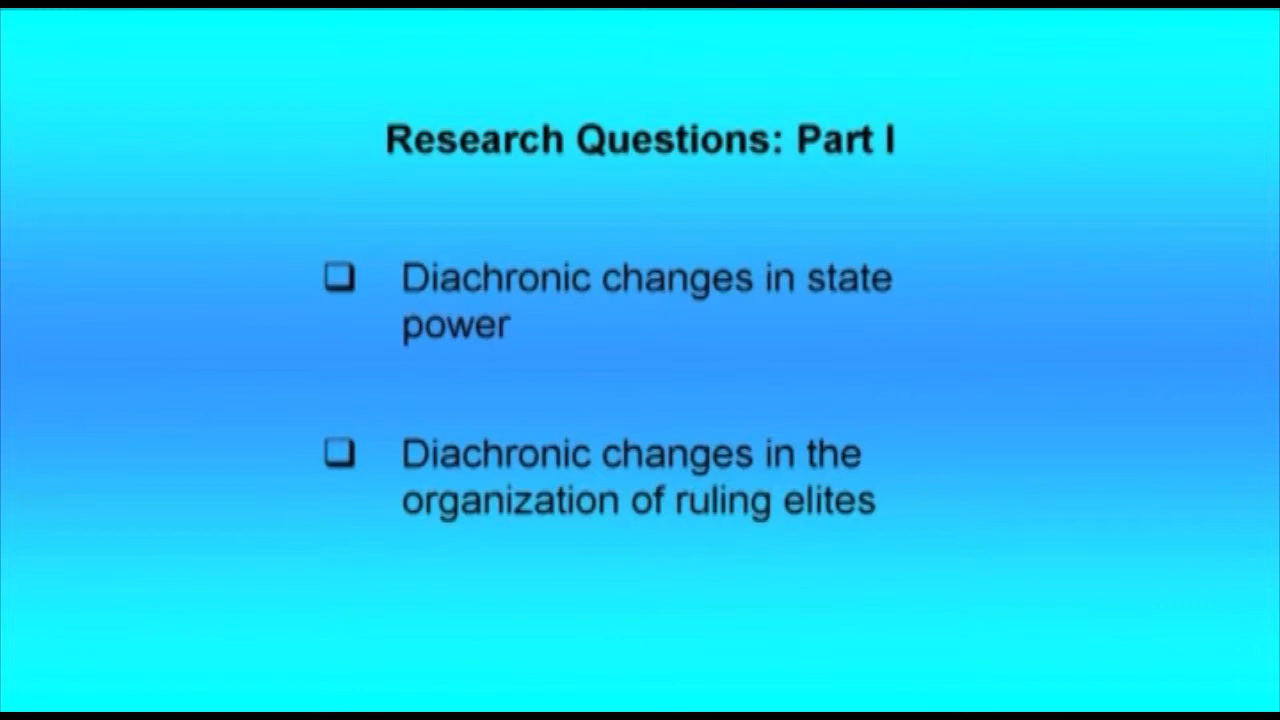 Research Questions: Part I
❑ Diachronic changes in state
power
❑ Diachronic changes in the
organization of ruling elites